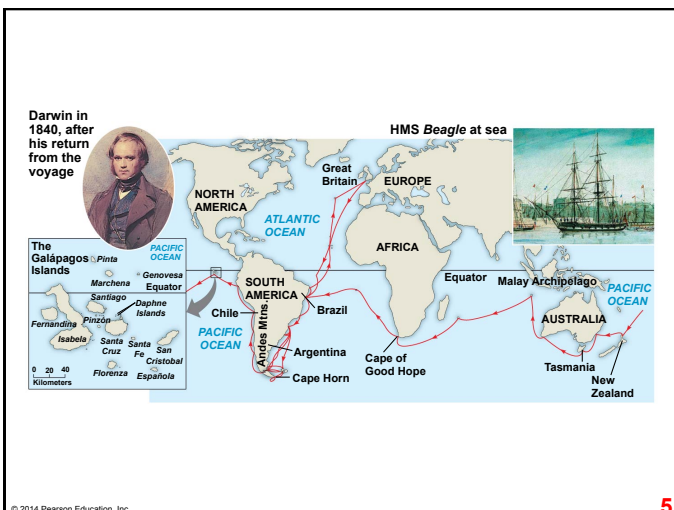 Darwin in
1840, after
his return
from the
voyage
HMS Beagle at sea
Great
Britain
EUROPE
NORTH
AMERICA
ATLANTIC
OCEAN
AFRICA
The
Galápagos
Islands
PACIFIC
OCEAN
Pinta
Genovesa
Marchena
Equator
Santiago
Daphne
Islands
Pinzón
Fernandina
Isabela
Santa
Cruz
Santa
Fe
San
Cristobal
Florenza
Española
0 20 40
Kilometers
SOUTH
AMERICA
Chile
Brazil
PACIFIC
OCEAN
Andes Mtns.
Argentina
Cape Horn
Cape of
Good Hope
Equator
Malay Archipelago
PACIFIC
OCEAN
AUSTRALIA
Tasmania
New
Zealand
© 2014 Pearson Education, Inc.
5